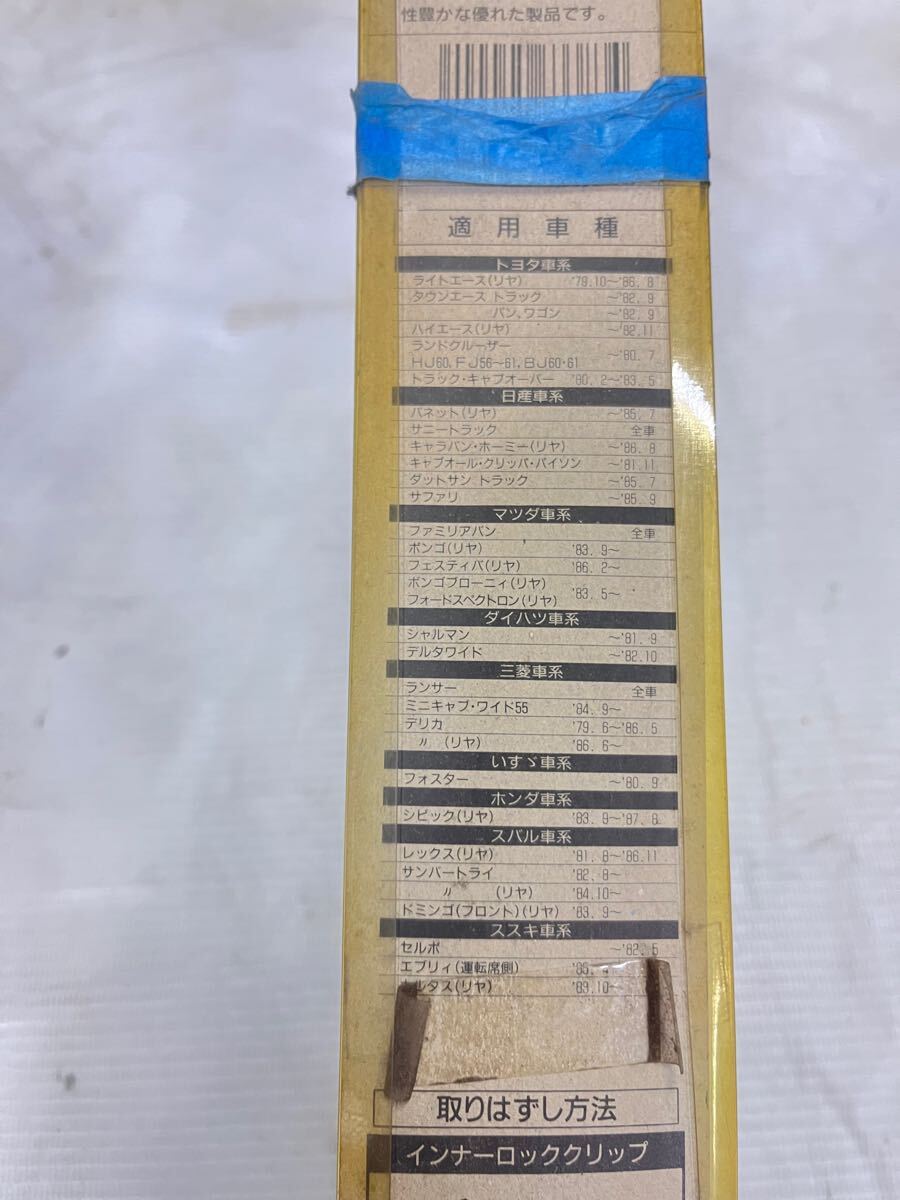 性豊かな優れた製品です。
適用車種
トヨタ車系
ライトエース(リヤ) '79.10〜'86. 8
タウンエース トラック 〜'82. 9
バン,ワゴン 〜'82. 9
ハイエース(リヤ) 〜'82.11
ランドクルーザー
HJ60,FJ56〜61,BJ60・61 〜'80. 7
トラック・キャブオーバー '80. 2〜'83. 5
日産車系
バネット(リヤ) 〜'85. 7
サニートラック 全車
キャラバン・ホーミー(リヤ) 〜'86. 8
キャブオール・クリッパ・バイソン 〜'81.11
ダットサン トラック 〜'85. 7
サファリ 〜'85. 9
マツダ車系
ファミリアバン 全車
ボンゴ(リヤ) '83. 9〜
フェスティバ(リヤ) '86. 2〜
ボンゴブローニィ(リヤ)
フォードスペクトロン(リヤ) '83. 5〜
ダイハツ車系
シャルマン 〜'81. 9
デルタワイド 〜'82.10
三菱車系
ランサー 全車
ミニキャブ・ワイド55 '84. 9〜
デリカ '79. 6〜'86. 5
〃 (リヤ) '86. 6〜
いすゞ車系
フォスター 〜'80. 9
ホンダ車系
シビック(リヤ) '83. 9〜'87. 8
スバル車系
レックス(リヤ) '81. 8〜'86.11
サンバートライ '82. 8〜
〃 (リヤ) '84.10〜
ドミンゴ(フロント)(リヤ) '83. 9〜
スズキ車系
セルボ 〜'82. 5
エブリィ(運転席側)
ルタス(リヤ) '83.10〜
取りはずし方法
インナーロッククリップ